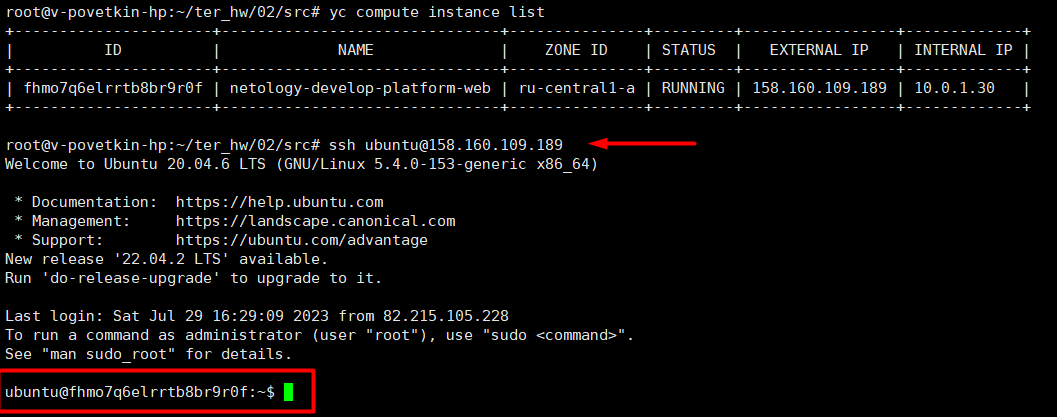 root@v-povetkin-hp:~/ter_hw/02/src# yc compute instance list
+----------------------+-------------------------------+---------------+---------+-----------------+-------------+
|          ID          |             NAME              |    ZONE ID    | STATUS  |   EXTERNAL IP   | INTERNAL IP |
+----------------------+-------------------------------+---------------+---------+-----------------+-------------+
| fhmo7q6elrrtb8br9r0f | netology-develop-platform-web | ru-central1-a | RUNNING | 158.160.109.189 | 10.0.1.30   |
+----------------------+-------------------------------+---------------+---------+-----------------+-------------+
root@v-povetkin-hp:~/ter_hw/02/src# ssh ubuntu@158.160.109.189
Welcome to Ubuntu 20.04.6 LTS (GNU/Linux 5.4.0-153-generic x86_64)
 * Documentation:  https://help.ubuntu.com
 * Management:     https://landscape.canonical.com
 * Support:        https://ubuntu.com/advantage
New release '22.04.2 LTS' available.
Run 'do-release-upgrade' to upgrade to it.
Last login: Sat Jul 29 16:29:09 2023 from 82.215.105.228
To run a command as administrator (user "root"), use "sudo <command>".
See "man sudo_root" for details.
ubuntu@fhmo7q6elrrtb8br9r0f:~$